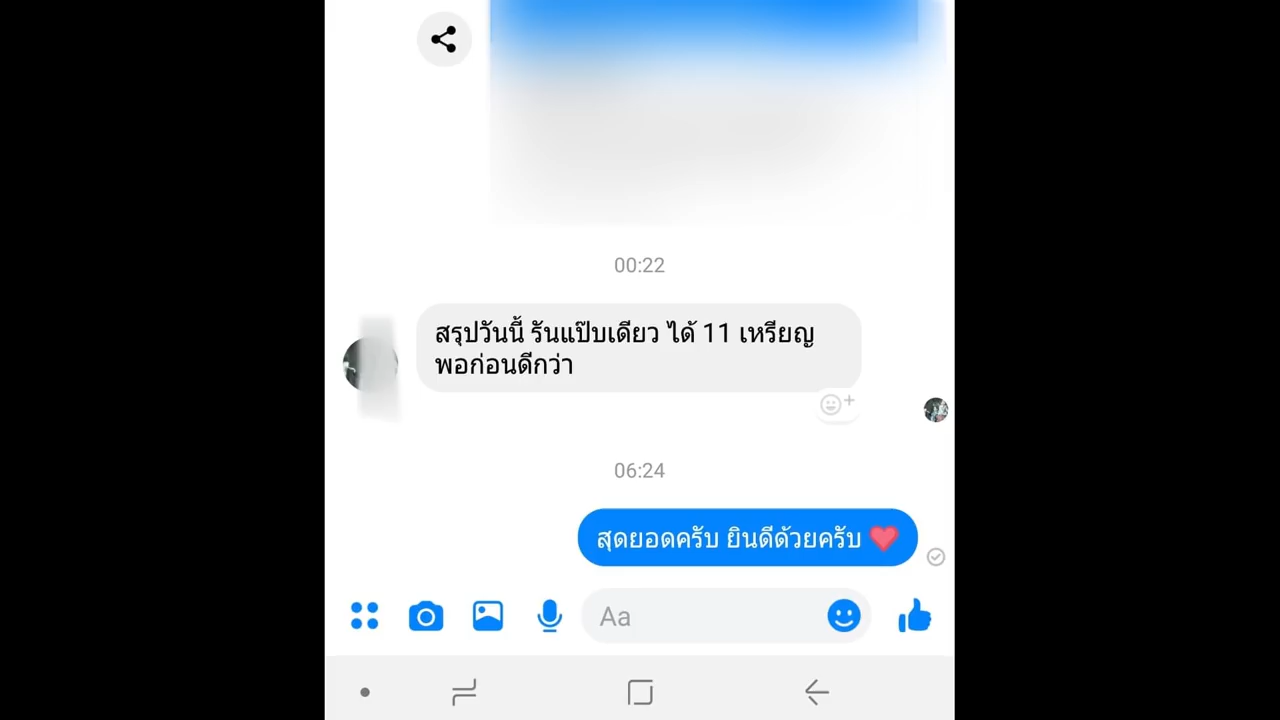 00:22
สรุปวันนี้ รันแป๊บเดียว ได้ 11 เหรียญ
พอก่อนดีกว่า
06:24
สุดยอดครับ ยินดีด้วยครับ ❤️
Aa